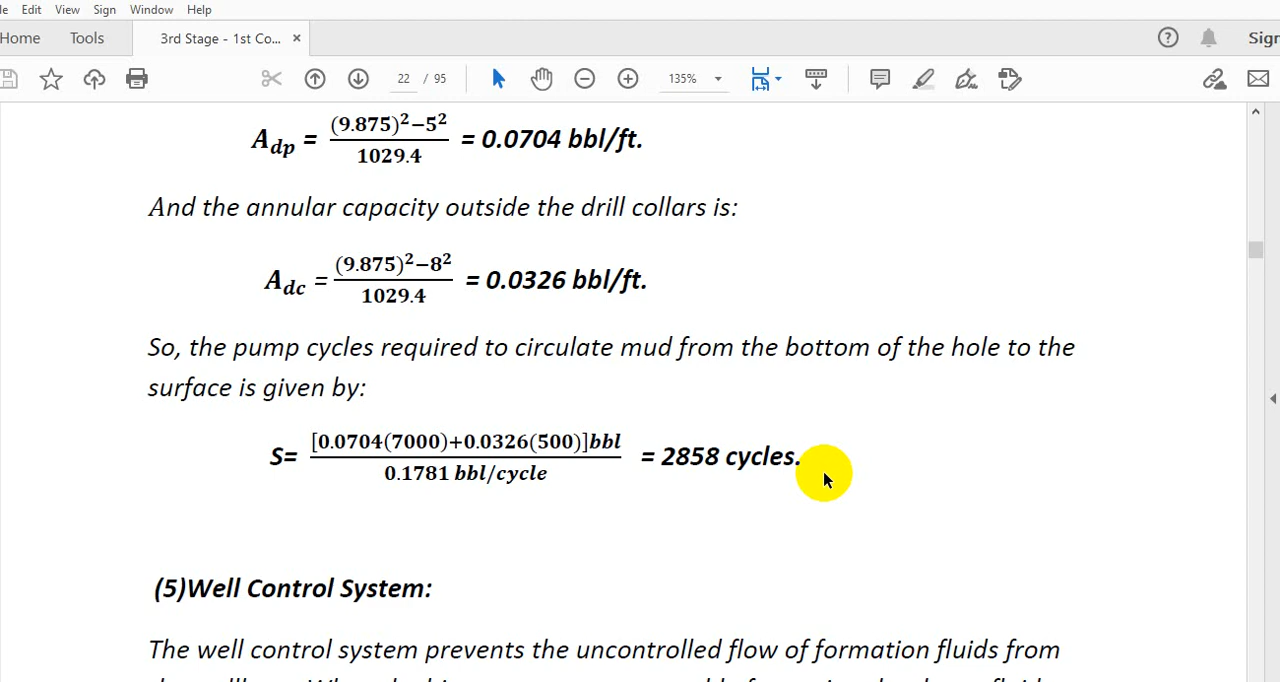 le Edit View Sign Window Help
Home Tools 3rd Stage - 1st Co... ×
Sign
22 / 95 135%
A_dp = (9.875)²−5² / 1029.4 = 0.0704 bbl/ft.
And the annular capacity outside the drill collars is:
A_dc = (9.875)²−8² / 1029.4 = 0.0326 bbl/ft.
So, the pump cycles required to circulate mud from the bottom of the hole to the
surface is given by:
S= [0.0704(7000)+0.0326(500)]bbl / 0.1781 bbl/cycle = 2858 cycles.
(5)Well Control System:
The well control system prevents the uncontrolled flow of formation fluids from